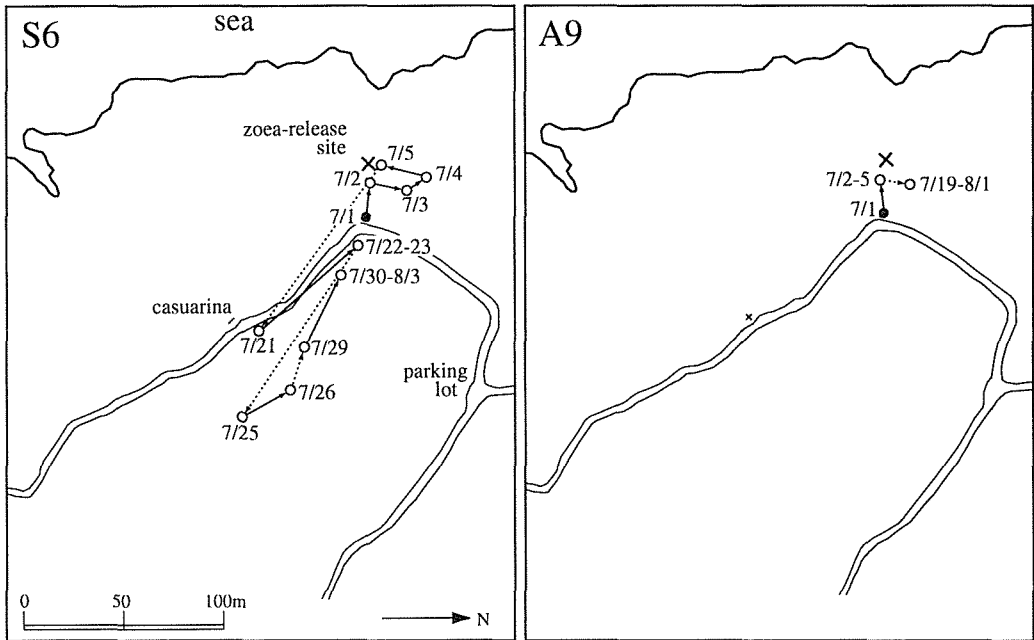 S6
sea
zoea-release
site
7/5
7/4
7/2
7/3
7/1
7/22-23
7/30-8/3
casuarina
7/21
7/29
7/26
7/25
parking
lot
0
50
100m
N
A9
7/2-5
7/19-8/1
7/1